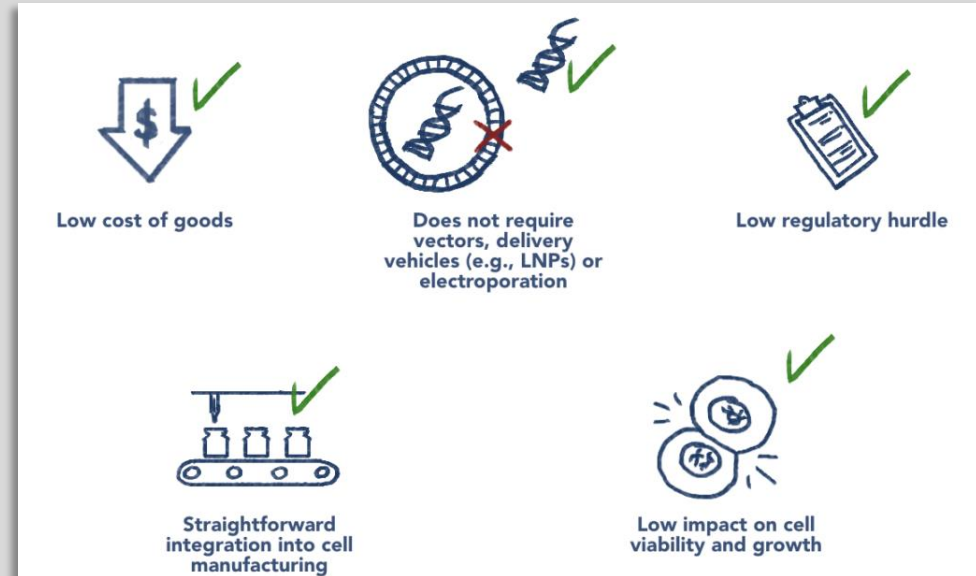 $
Low cost of goods
Does not require
vectors, delivery
vehicles (e.g., LNPs) or
electroporation
Low regulatory hurdle
Straightforward
integration into cell
manufacturing
Low impact on cell
viability and growth